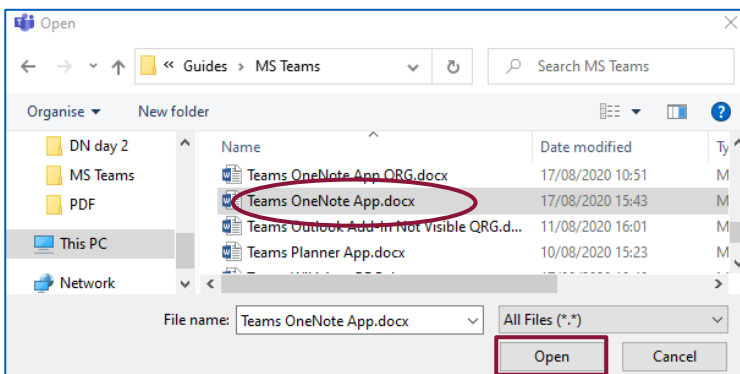 Open
« Guides > MS Teams
Search MS Teams
Organise
New folder
DN day 2
MS Teams
PDF
This PC
Network
Name
Date modified
Ty
Teams OneNote App QRG.docx 17/08/2020 10:51 M
Teams OneNote App.docx 17/08/2020 15:43 M
Teams Outlook Add-In Not Visible QRG.d... 11/08/2020 16:01 M
Teams Planner App.docx 10/08/2020 15:23 M
File name: Teams OneNote App.docx
All Files (*.*)
Open
Cancel